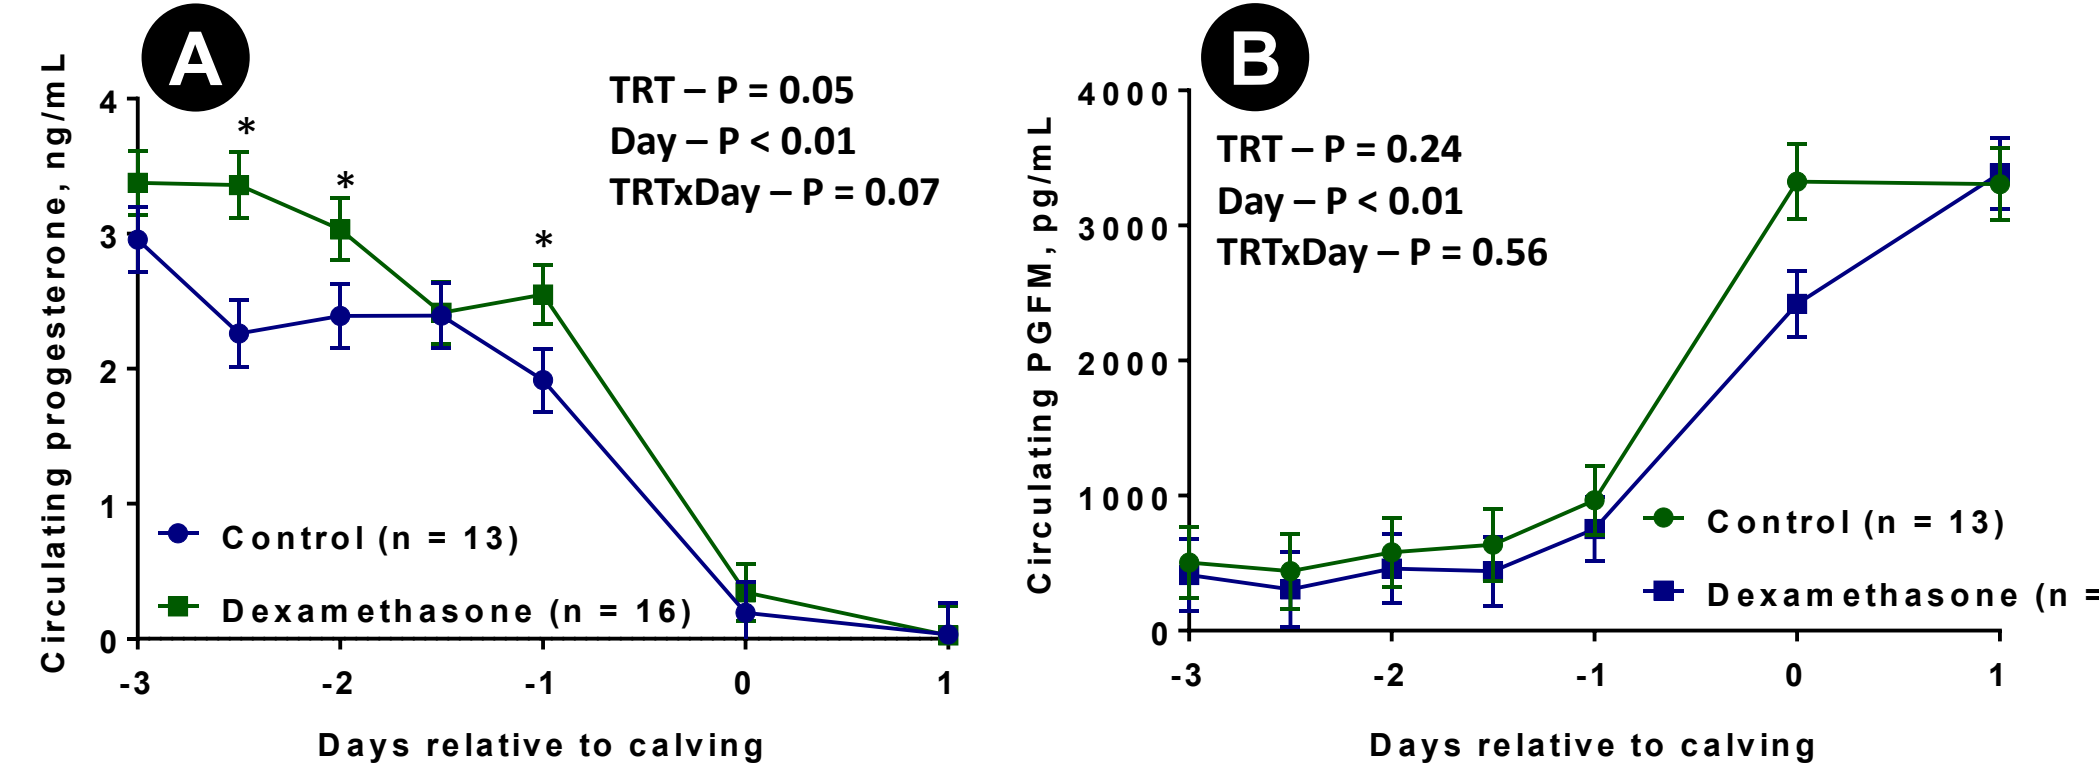 A
TRT – P = 0.05
Day – P < 0.01
TRTxDay – P = 0.07
Circulating progesterone, ng/mL
4
3
2
1
0
*
*
*
Control (n = 13)
Dexamethasone (n = 16)
-3
-2
-1
0
1
Days relative to calving
B
TRT – P = 0.24
Day – P < 0.01
TRTxDay – P = 0.56
Circulating PGFM, pg/mL
4000
3000
2000
1000
0
Control (n = 13)
Dexamethasone (n =
-3
-2
-1
0
1
Days relative to calving